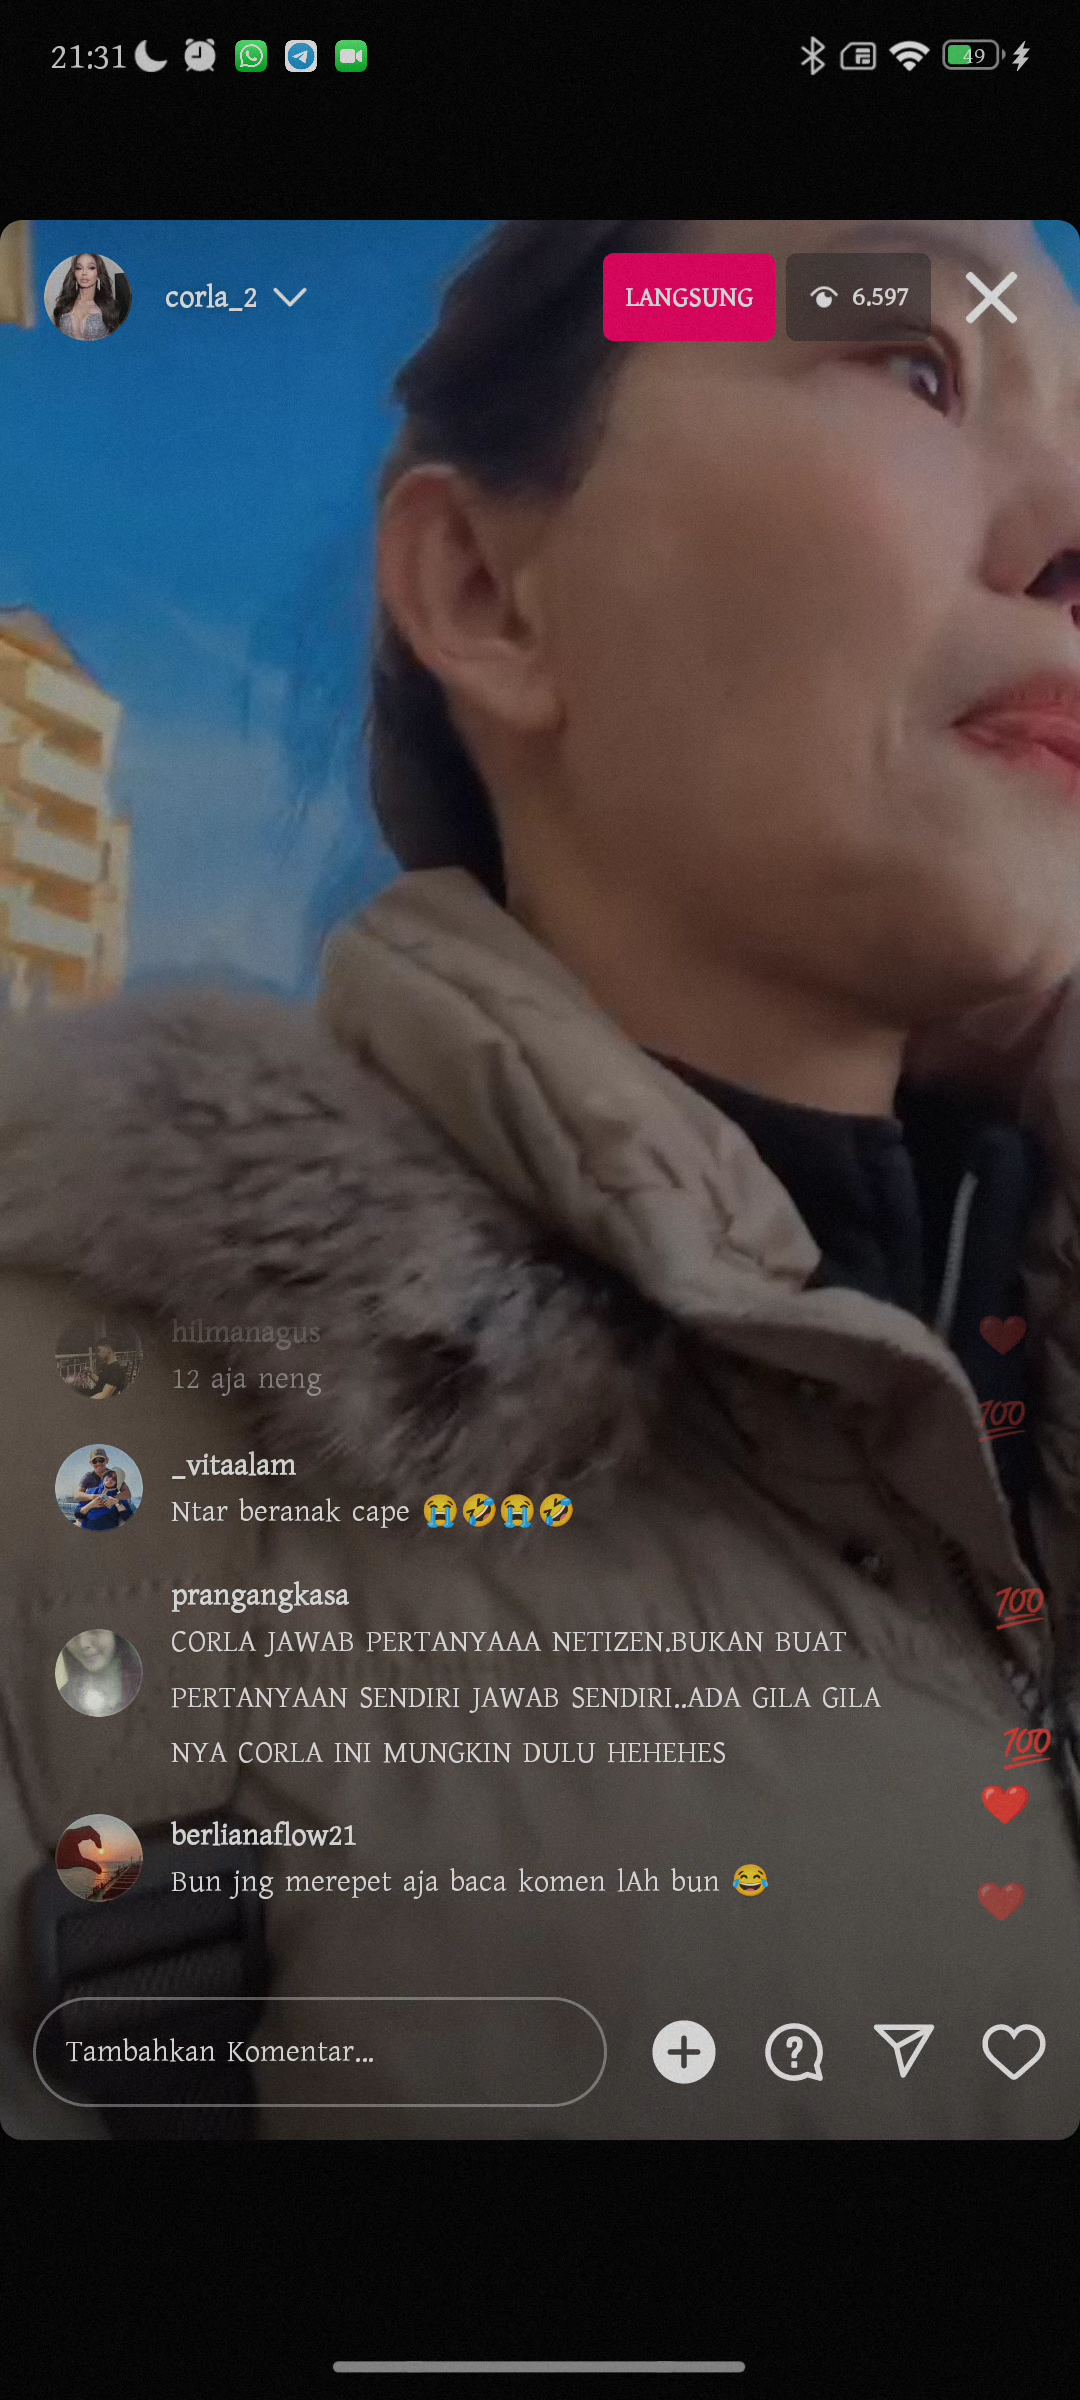 21:31
49
corla_2
LANGSUNG
6.597
hilmanagus
12 aja neng
_vitaalam
Ntar beranak cape 😭🤣😭🤣
prangangkasa
CORLA JAWAB PERTANYAAA NETIZEN.BUKAN BUAT
PERTANYAAN SENDIRI JAWAB SENDIRI..ADA GILA GILA
NYA CORLA INI MUNGKIN DULU HEHEHES
berlianaflow21
Bun jng merepet aja baca komen lAh bun 😂
Tambahkan Komentar...